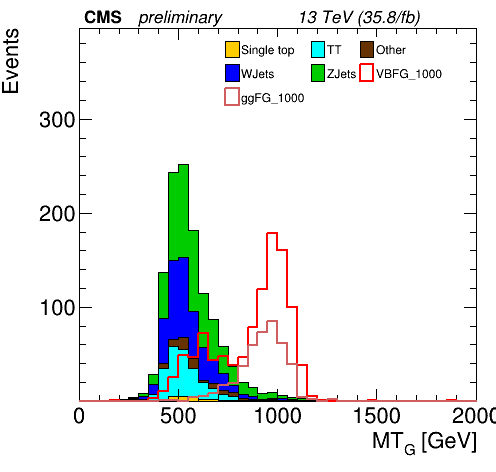 CMS preliminary 13 TeV (35.8/fb)
Events
Single top TT Other
WJets ZJets VBFG_1000
ggFG_1000
300
200
100
0 500 1000 1500 2000
MT_G [GeV]